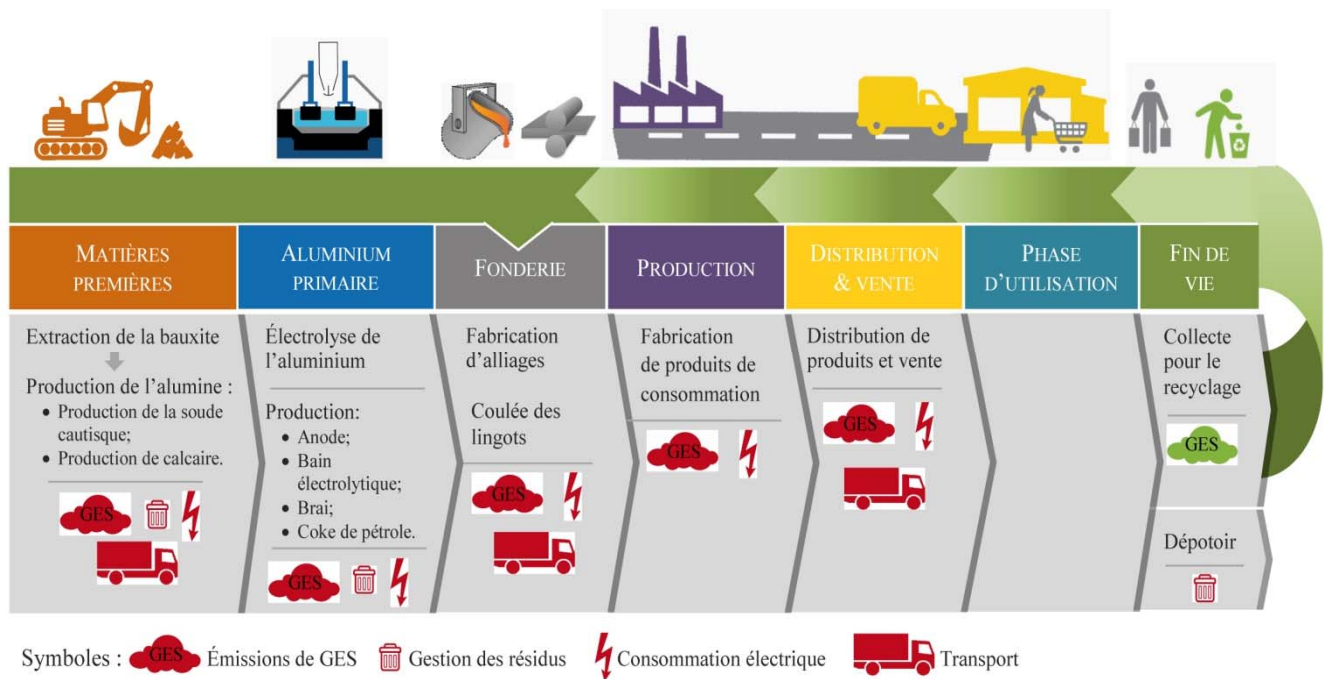 MATIÈRES
PREMIÈRES
ALUMINIUM
PRIMAIRE
FONDERIE
PRODUCTION
DISTRIBUTION
& VENTE
PHASE
D'UTILISATION
FIN DE
VIE
Extraction de la bauxite
Production de l'alumine :
• Production de la soude
cautisque;
• Production de calcaire.
GES
Électrolyse de
l'aluminium
Production:
• Anode;
• Bain
électrolytique;
• Brai;
• Coke de pétrole.
GES
Fabrication
d'alliages
Coulée des
lingots
GES
Fabrication
de produits de
consommation
GES
Distribution de
produits et vente
GES
Collecte
pour le
recyclage
GES
Dépotoir
Symboles : GES Émissions de GES Gestion des résidus Consommation électrique Transport